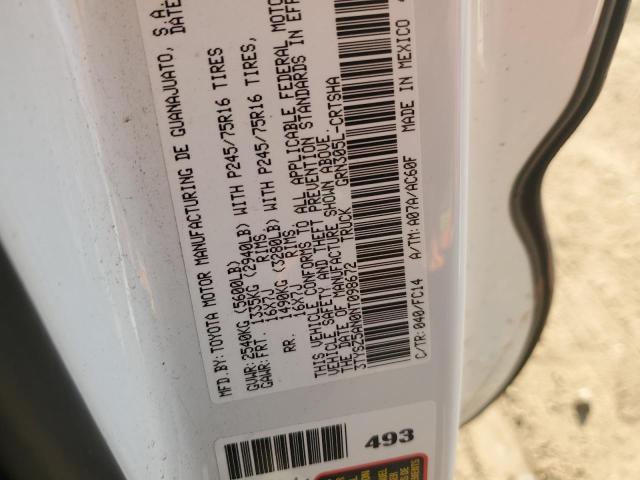 MFD.BY:TOYOTA MOTOR MANUFACTURING DE GUANAJUATO, S.A.
DATE
GVWR:2540KG (5600LB)
GAWR:FRT. 1335KG (2940LB) WITH P245/75R16 TIRES
16X7J RIMS,
RR. 1490KG (3280LB) WITH P245/75R16 TIRES,
16X7J RIMS,
THIS VEHICLE CONFORMS TO ALL APPLICABLE FEDERAL MOTOR
VEHICLE SAFETY AND THEFT PREVENTION STANDARDS IN EFF
THE DATE OF MANUFACTURE SHOWN ABOVE.
3TYSZ5AN0NT098672 TRUCK GRN305L-CRTSHA
C/TR:040/FC14 A/TM:A07A/AC60F MADE IN MEXICO
493